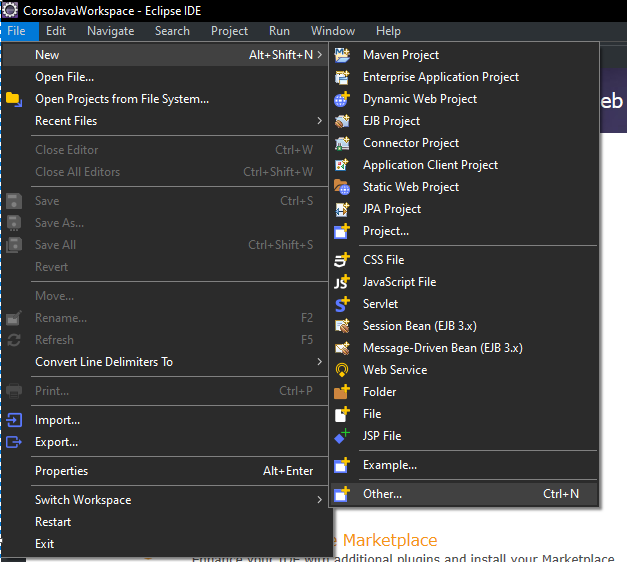 CorsoJavaWorkspace - Eclipse IDE
File Edit Navigate Search Project Run Window Help
New Alt+Shift+N
Open File...
Open Projects from File System...
Recent Files
Close Editor Ctrl+W
Close All Editors Ctrl+Shift+W
Save Ctrl+S
Save As...
Save All Ctrl+Shift+S
Revert
Move...
Rename... F2
Refresh F5
Convert Line Delimiters To
Print... Ctrl+P
Import...
Export...
Properties Alt+Enter
Switch Workspace
Restart
Exit
Maven Project
Enterprise Application Project
Dynamic Web Project
EJB Project
Connector Project
Application Client Project
Static Web Project
JPA Project
Project...
CSS File
JavaScript File
Servlet
Session Bean (EJB 3.x)
Message-Driven Bean (EJB 3.x)
Web Service
Folder
File
JSP File
Example...
Other... Ctrl+N
eb
Marketplace
Enhance your IDE with additional plugins and install your Marketplace